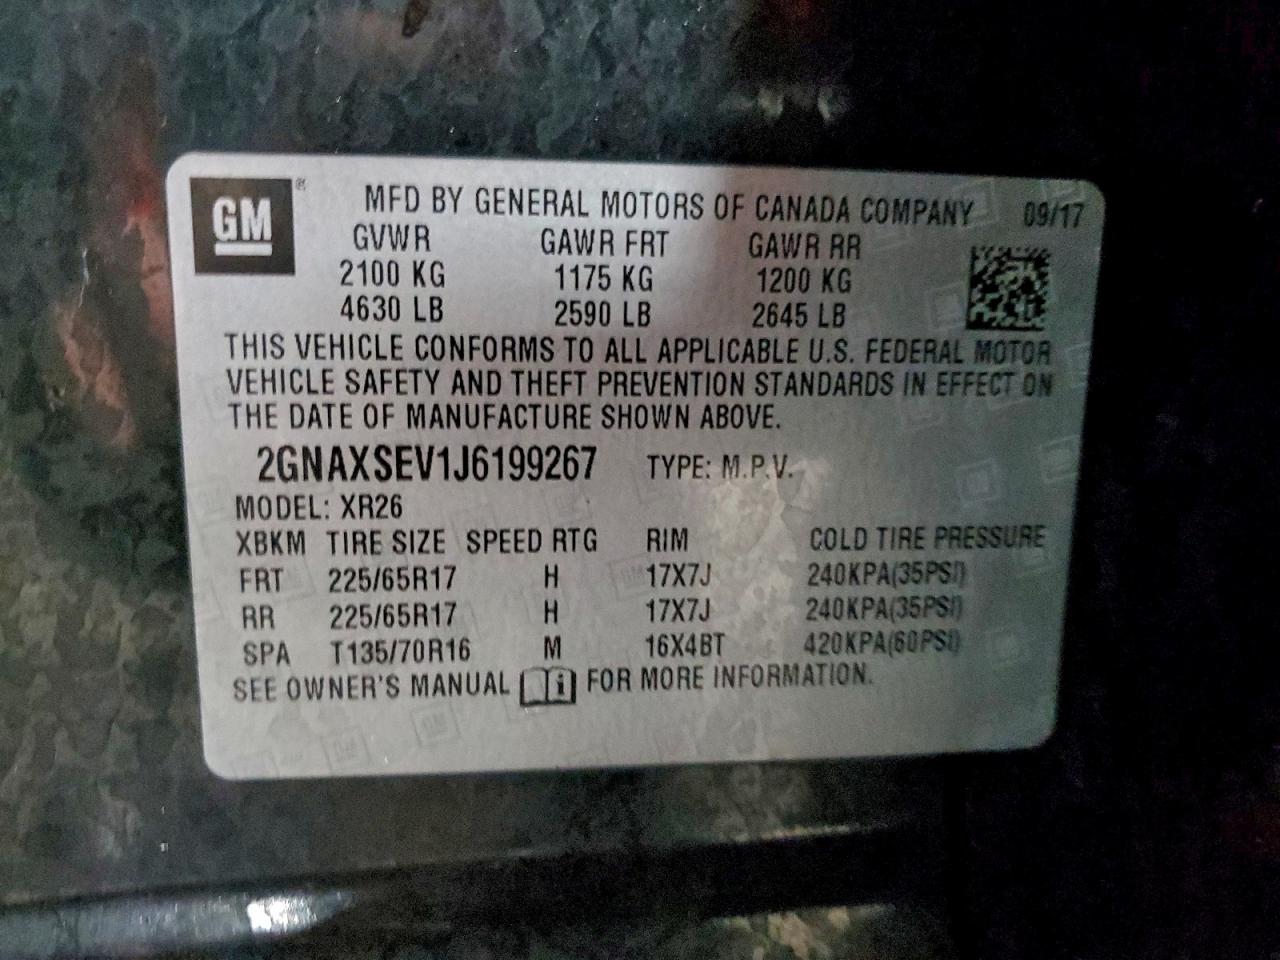 GM ® MFD BY GENERAL MOTORS OF CANADA COMPANY 09/17
GVWR GAWR FRT GAWR RR
2100 KG 1175 KG 1200 KG
4630 LB 2590 LB 2645 LB
THIS VEHICLE CONFORMS TO ALL APPLICABLE U.S. FEDERAL MOTOR
VEHICLE SAFETY AND THEFT PREVENTION STANDARDS IN EFFECT ON
THE DATE OF MANUFACTURE SHOWN ABOVE.
2GNAXSEV1J6199267 TYPE: M.P.V.
MODEL: XR26
XBKM TIRE SIZE SPEED RTG RIM COLD TIRE PRESSURE
FRT 225/65R17 H 17X7J 240KPA(35PSI)
RR 225/65R17 H 17X7J 240KPA(35PSI)
SPA T135/70R16 M 16X4BT 420KPA(60PSI)
SEE OWNER'S MANUAL i FOR MORE INFORMATION.